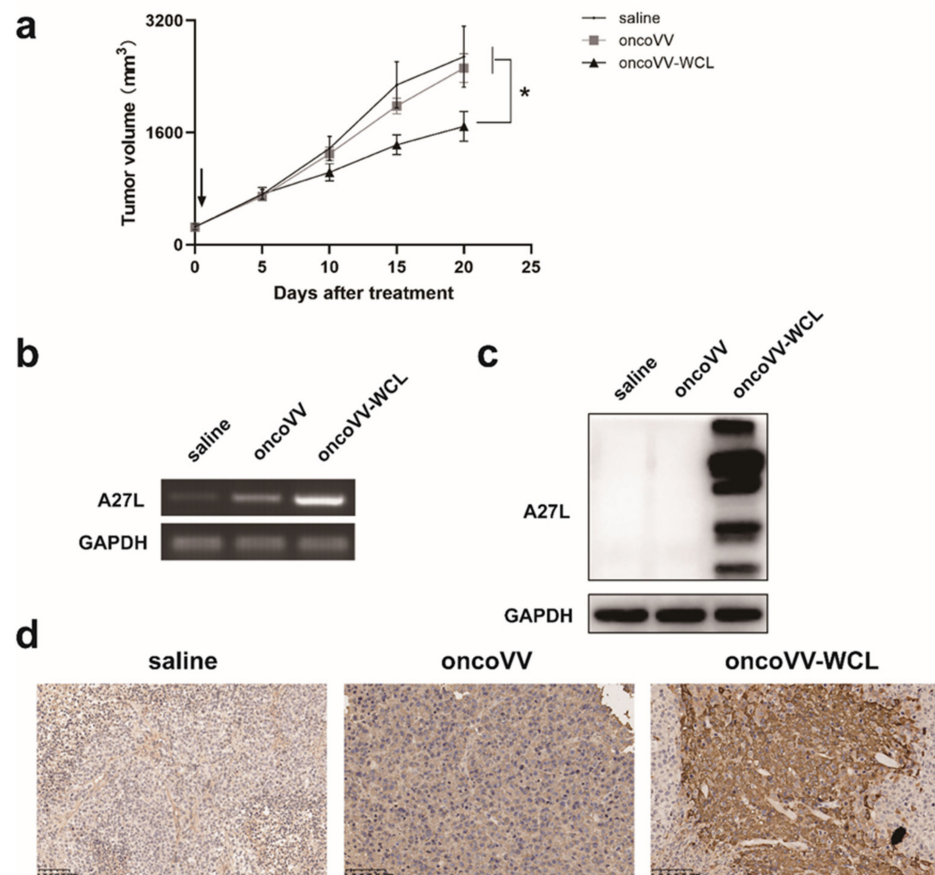 a
3200
1600
0
Tumor volume (mm³)
0 5 10 15 20 25
Days after treatment
saline
oncoVV
oncoVV-WCL
*
b
saline
oncoVV
oncoVV-WCL
A27L
GAPDH
c
saline
oncoVV
oncoVV-WCL
A27L
GAPDH
d
saline
oncoVV
oncoVV-WCL